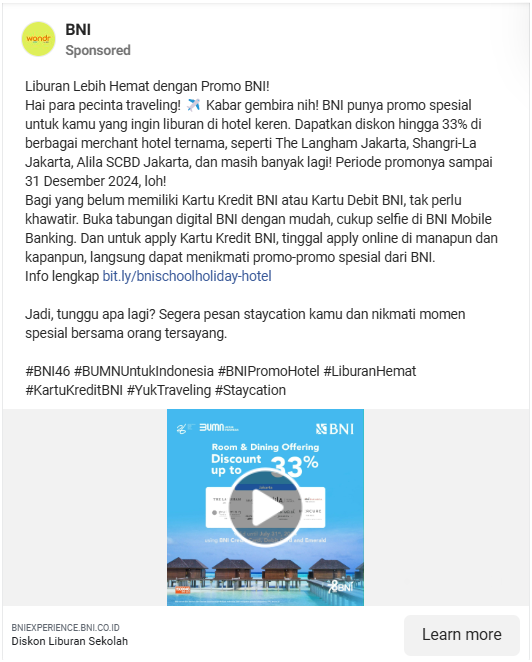 wondr
BNI
Sponsored
Liburan Lebih Hemat dengan Promo BNI!
Hai para pecinta traveling! ✈️ Kabar gembira nih! BNI punya promo spesial
untuk kamu yang ingin liburan di hotel keren. Dapatkan diskon hingga 33% di
berbagai merchant hotel ternama, seperti The Langham Jakarta, Shangri-La
Jakarta, Alila SCBD Jakarta, dan masih banyak lagi! Periode promonya sampai
31 Desember 2024, loh!
Bagi yang belum memiliki Kartu Kredit BNI atau Kartu Debit BNI, tak perlu
khawatir. Buka tabungan digital BNI dengan mudah, cukup selfie di BNI Mobile
Banking. Dan untuk apply Kartu Kredit BNI, tinggal apply online di manapun dan
kapanpun, langsung dapat menikmati promo-promo spesial dari BNI.
Info lengkap bit.ly/bnischoolholiday-hotel
Jadi, tunggu apa lagi? Segera pesan staycation kamu dan nikmati momen
spesial bersama orang tersayang.
#BNI46 #BUMNUntukIndonesia #BNIPromoHotel #LiburanHemat
#KartuKreditBNI #YukTraveling #Staycation
BUMN BNI
Room & Dining Offering
Discount
up to 33%
using BNI and Emerald
BNI
BNIEXPERIENCE.BNI.CO.ID
Diskon Liburan Sekolah
Learn more